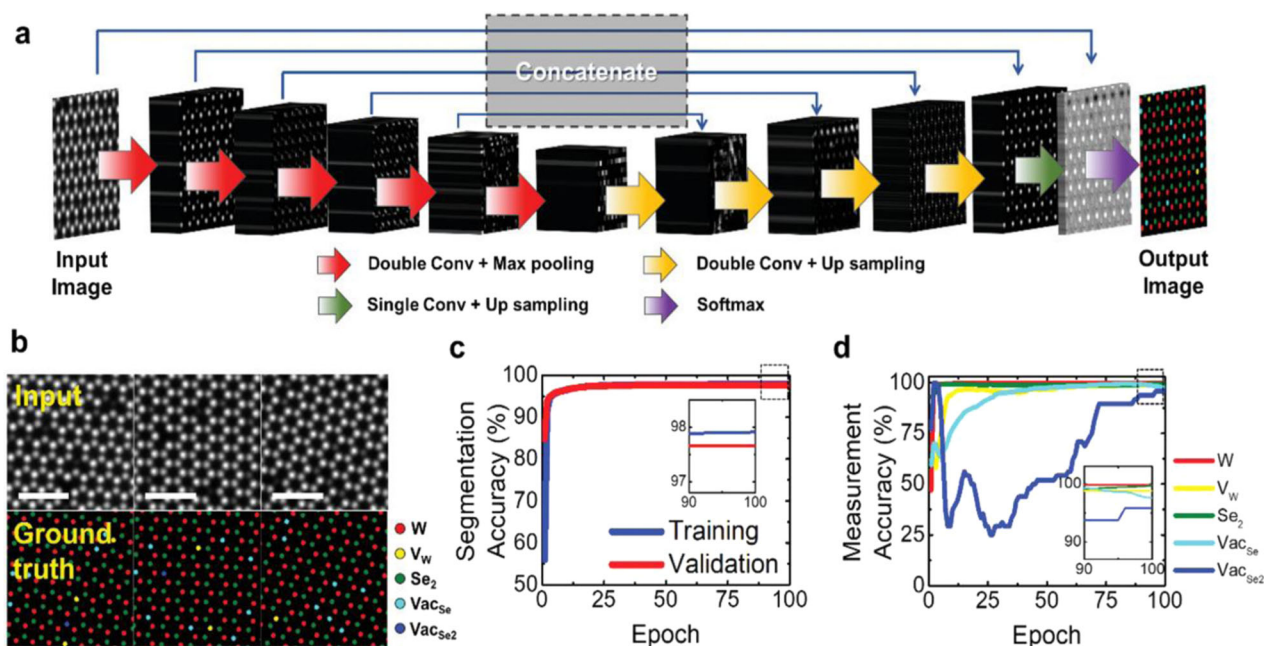 a
Concatenate
Input
Image
Output
Image
Double Conv + Max pooling
Double Conv + Up sampling
Single Conv + Up sampling
Softmax
b
Input
Ground
truth
W
V_W
Se_2
Vac_Se
Vac_Se2
c
Segmentation
Accuracy (%)
100
90
80
70
60
50
0
25
50
75
100
Epoch
98
97
90
100
Training
Validation
d
Measurement
Accuracy (%)
100
75
50
25
0
0
25
50
75
100
Epoch
100
90
90
100
W
V_W
Se_2
Vac_Se
Vac_Se2